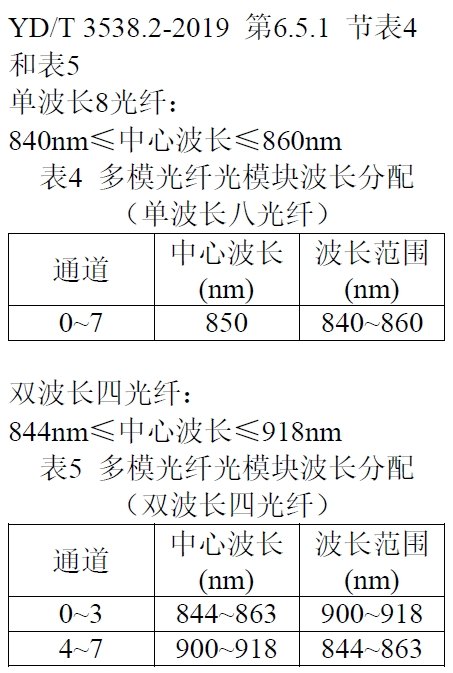 YD/T 3538.2-2019 第6.5.1 节表4
和表5
单波长8光纤：
840nm≤中心波长≤860nm
表4 多模光纤光模块波长分配
（单波长八光纤）
通道 中心波长(nm) 波长范围(nm)
0~7 850 840~860
双波长四光纤：
844nm≤中心波长≤918nm
表5 多模光纤光模块波长分配
（双波长四光纤）
通道 中心波长(nm) 波长范围(nm)
0~3 844~863 900~918
4~7 900~918 844~863